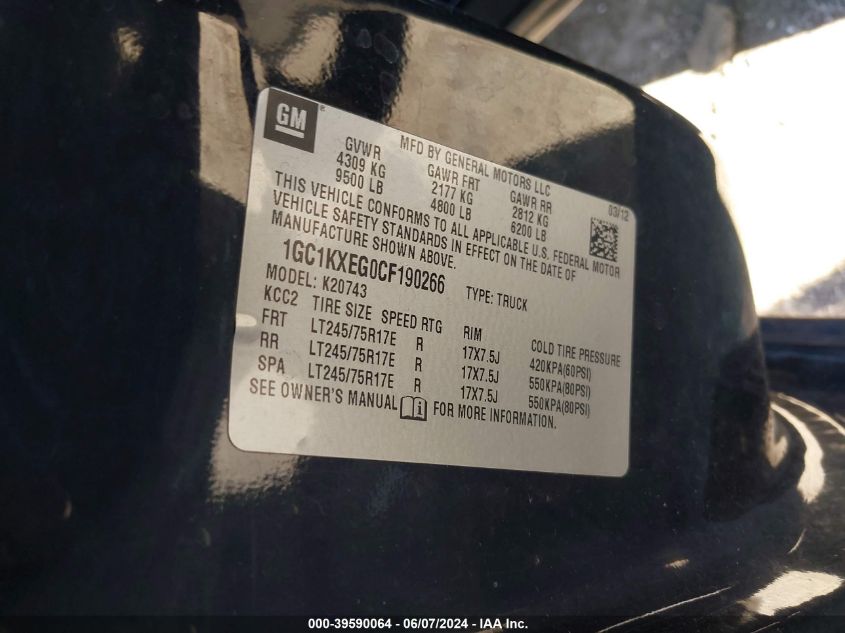 GM
MFD BY GENERAL MOTORS LLC
GVWR GAWR FRT GAWR RR
4309 KG 2177 KG 2812 KG 03/12
9500 LB 4800 LB 6200 LB
THIS VEHICLE CONFORMS TO ALL APPLICABLE U.S. FEDERAL MOTOR
VEHICLE SAFETY STANDARDS IN EFFECT ON THE DATE OF
MANUFACTURE SHOWN ABOVE.
1GC1KXEG0CF190266 TYPE: TRUCK
MODEL: K20743
KCC2 TIRE SIZE SPEED RTG RIM COLD TIRE PRESSURE
FRT LT245/75R17E R 17X7.5J 420KPA(60PSI)
RR LT245/75R17E R 17X7.5J 550KPA(80PSI)
SPA LT245/75R17E R 17X7.5J 550KPA(80PSI)
SEE OWNER'S MANUAL i FOR MORE INFORMATION.
000-39590064 - 06/07/2024 - IAA Inc.